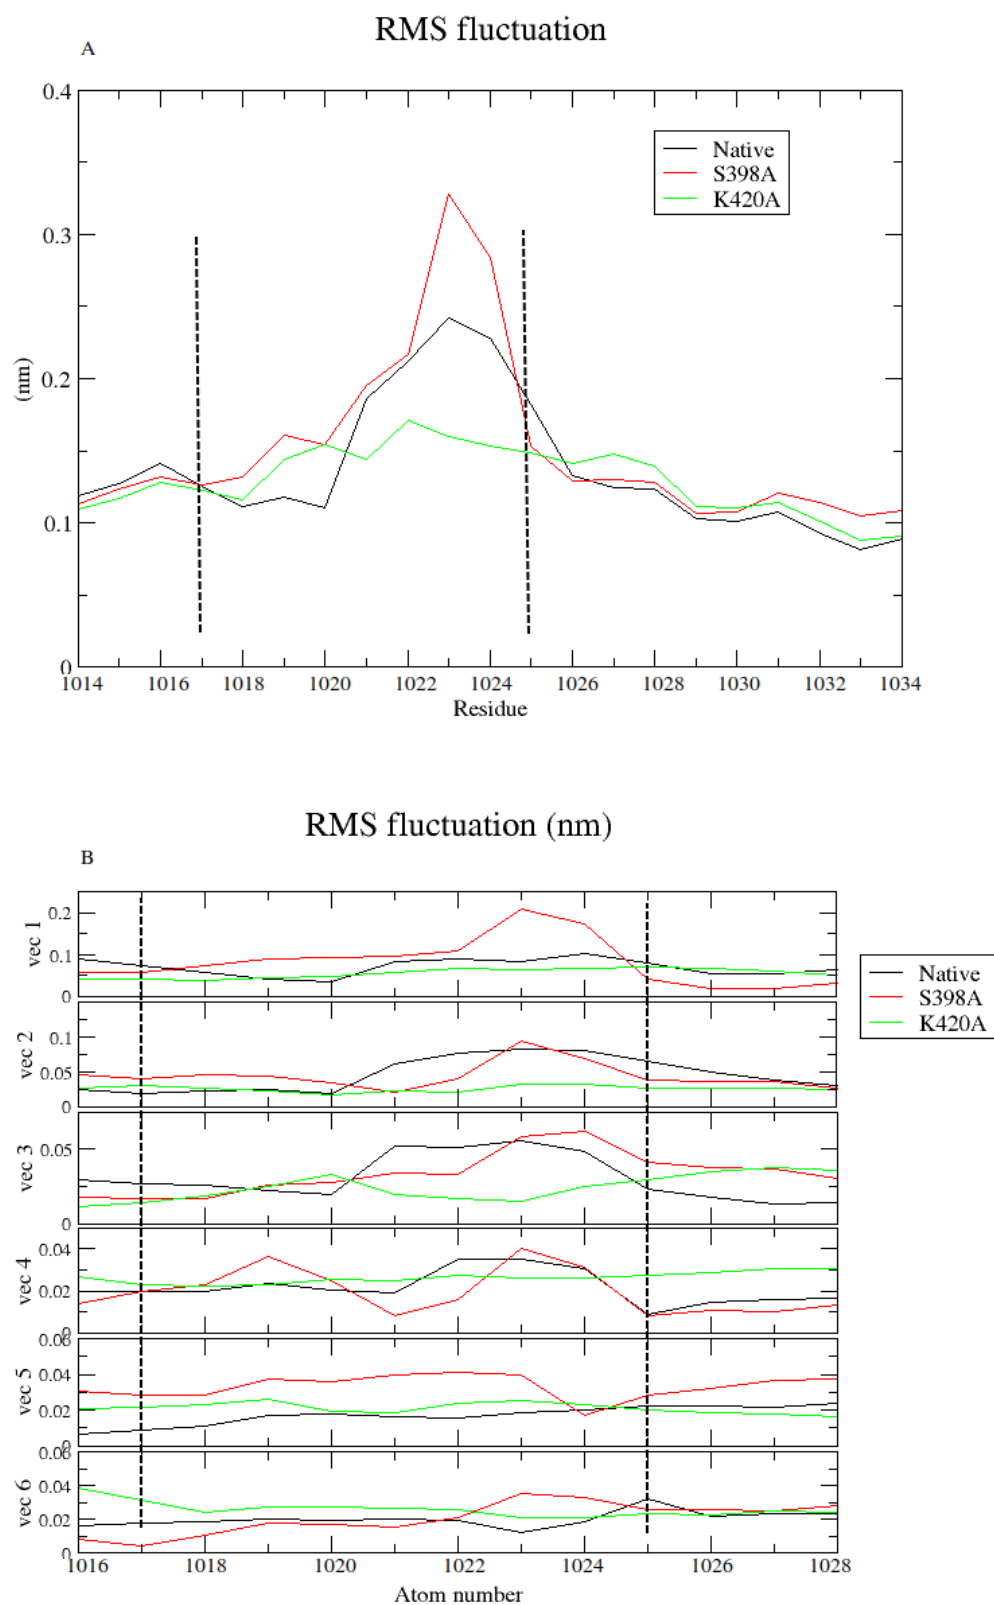 RMS fluctuation
A
0.4
0.3
0.2
0.1
0
(nm)
Native
S398A
K420A
1014 1016 1018 1020 1022 1024 1026 1028 1030 1032 1034
Residue
RMS fluctuation (nm)
B
vec 1
0.2
0.1
0
vec 2
0.1
0.05
0
vec 3
0.05
0
vec 4
0.04
0.02
0
vec 5
0.06
0.04
0.02
0
vec 6
0.06
0.04
0.02
0
Native
S398A
K420A
1016 1018 1020 1022 1024 1026 1028
Atom number